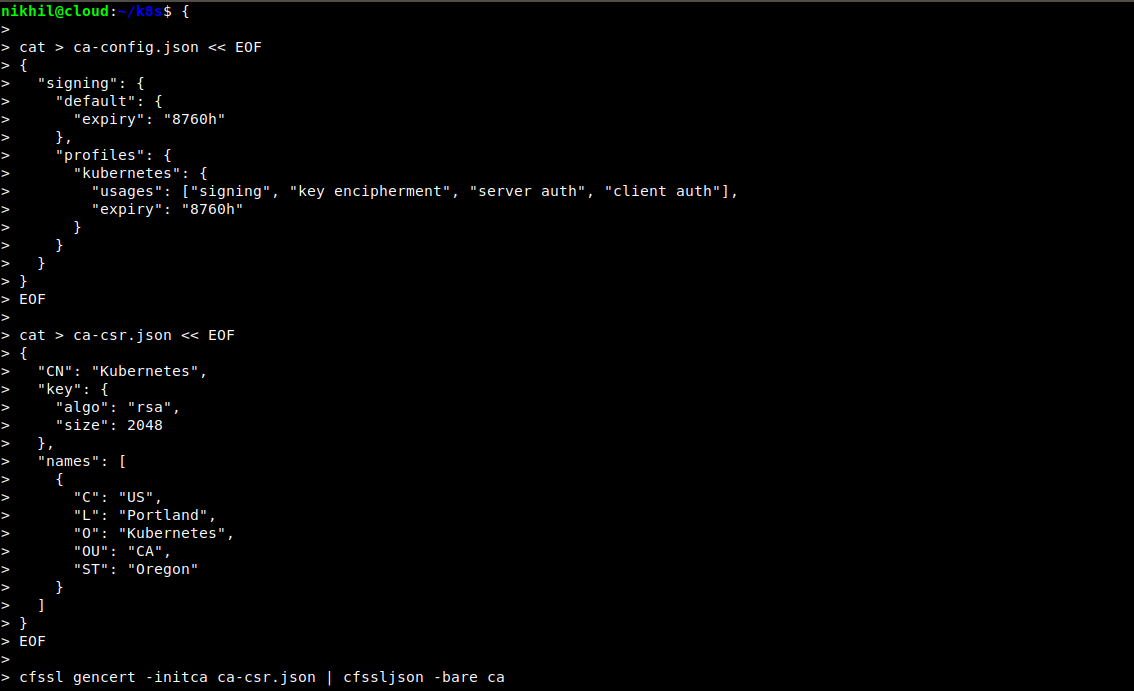 nikhil@cloud:~/k8s$ {
>
> cat > ca-config.json << EOF
> {
>   "signing": {
>     "default": {
>       "expiry": "8760h"
>     },
>     "profiles": {
>       "kubernetes": {
>         "usages": ["signing", "key encipherment", "server auth", "client auth"],
>         "expiry": "8760h"
>       }
>     }
>   }
> }
> EOF
>
> cat > ca-csr.json << EOF
> {
>   "CN": "Kubernetes",
>   "key": {
>     "algo": "rsa",
>     "size": 2048
>   },
>   "names": [
>     {
>       "C": "US",
>       "L": "Portland",
>       "O": "Kubernetes",
>       "OU": "CA",
>       "ST": "Oregon"
>     }
>   ]
> }
> EOF
>
> cfssl gencert -initca ca-csr.json | cfssljson -bare ca